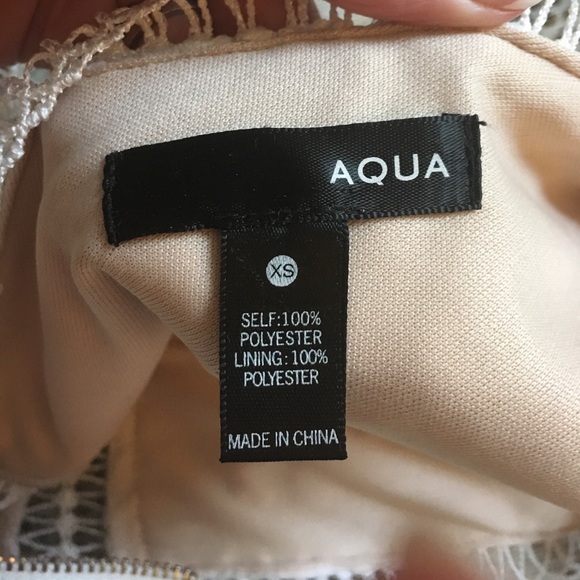 AQUA
XS
SELF:100%
POLYESTER
LINING: 100%
POLYESTER
MADE IN CHINA